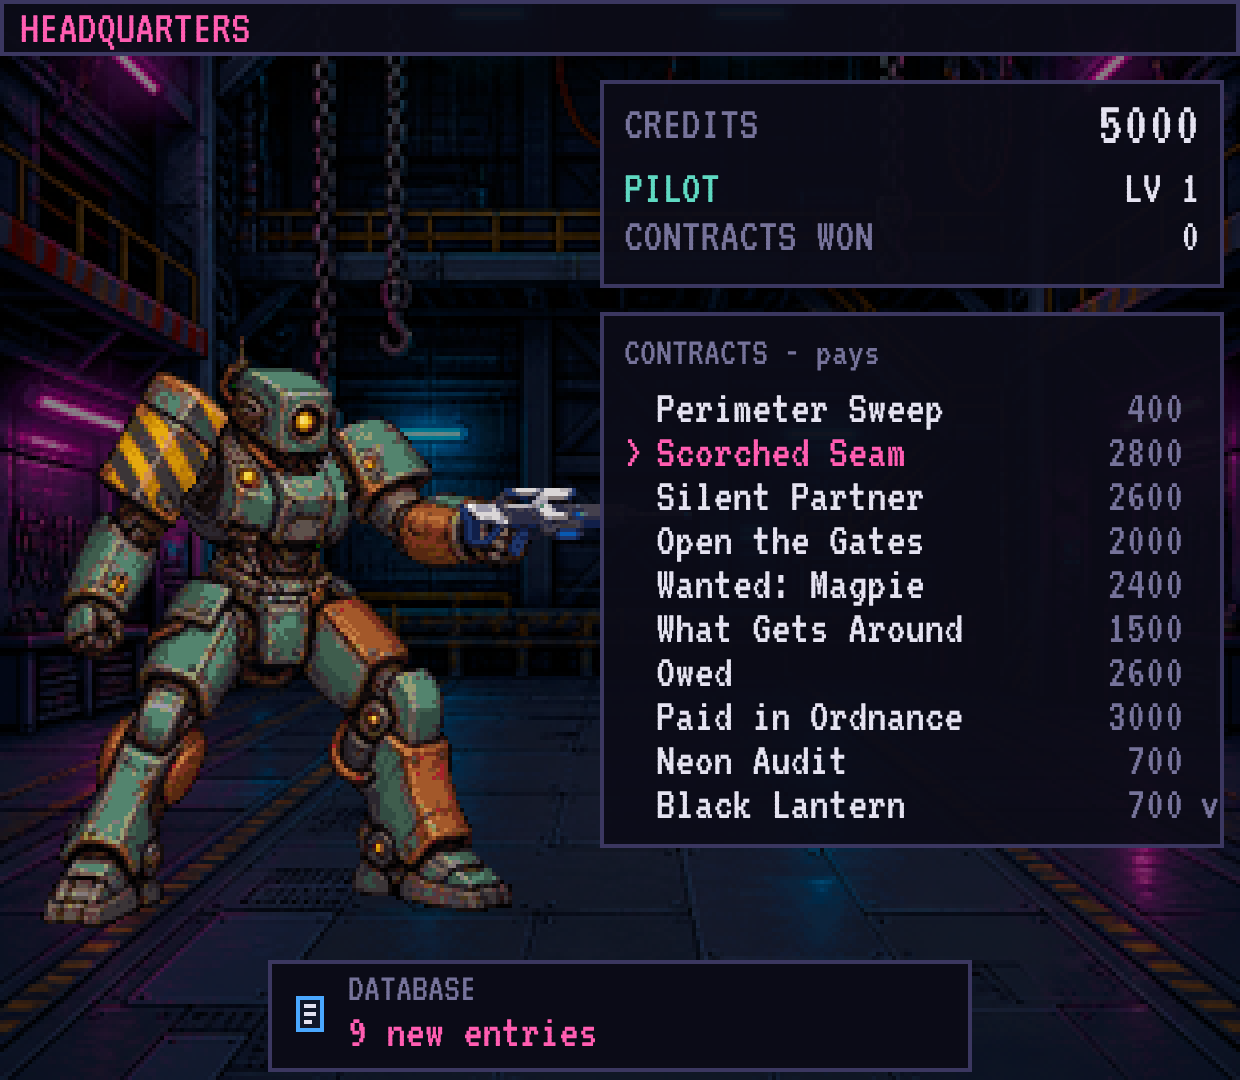 HEADQUARTERS
CREDITS 5000
PILOT LV 1
CONTRACTS WON 0
CONTRACTS - pays
Perimeter Sweep 400
> Scorched Seam 2800
Silent Partner 2600
Open the Gates 2000
Wanted: Magpie 2400
What Gets Around 1500
Owed 2600
Paid in Ordnance 3000
Neon Audit 700
Black Lantern 700 v
DATABASE
9 new entries